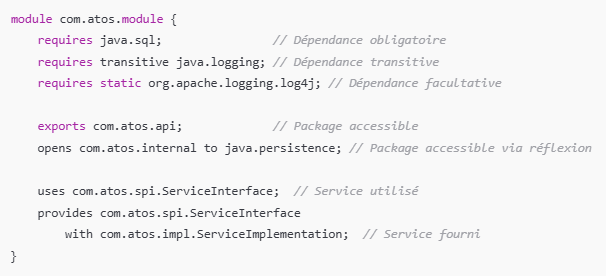 module com.atos.module {
    requires java.sql;                // Dépendance obligatoire
    requires transitive java.logging; // Dépendance transitive
    requires static org.apache.logging.log4j; // Dépendance facultative

    exports com.atos.api;             // Package accessible
    opens com.atos.internal to java.persistence; // Package accessible via réflexion

    uses com.atos.spi.ServiceInterface;  // Service utilisé
    provides com.atos.spi.ServiceInterface
        with com.atos.impl.ServiceImplementation;  // Service fourni
}